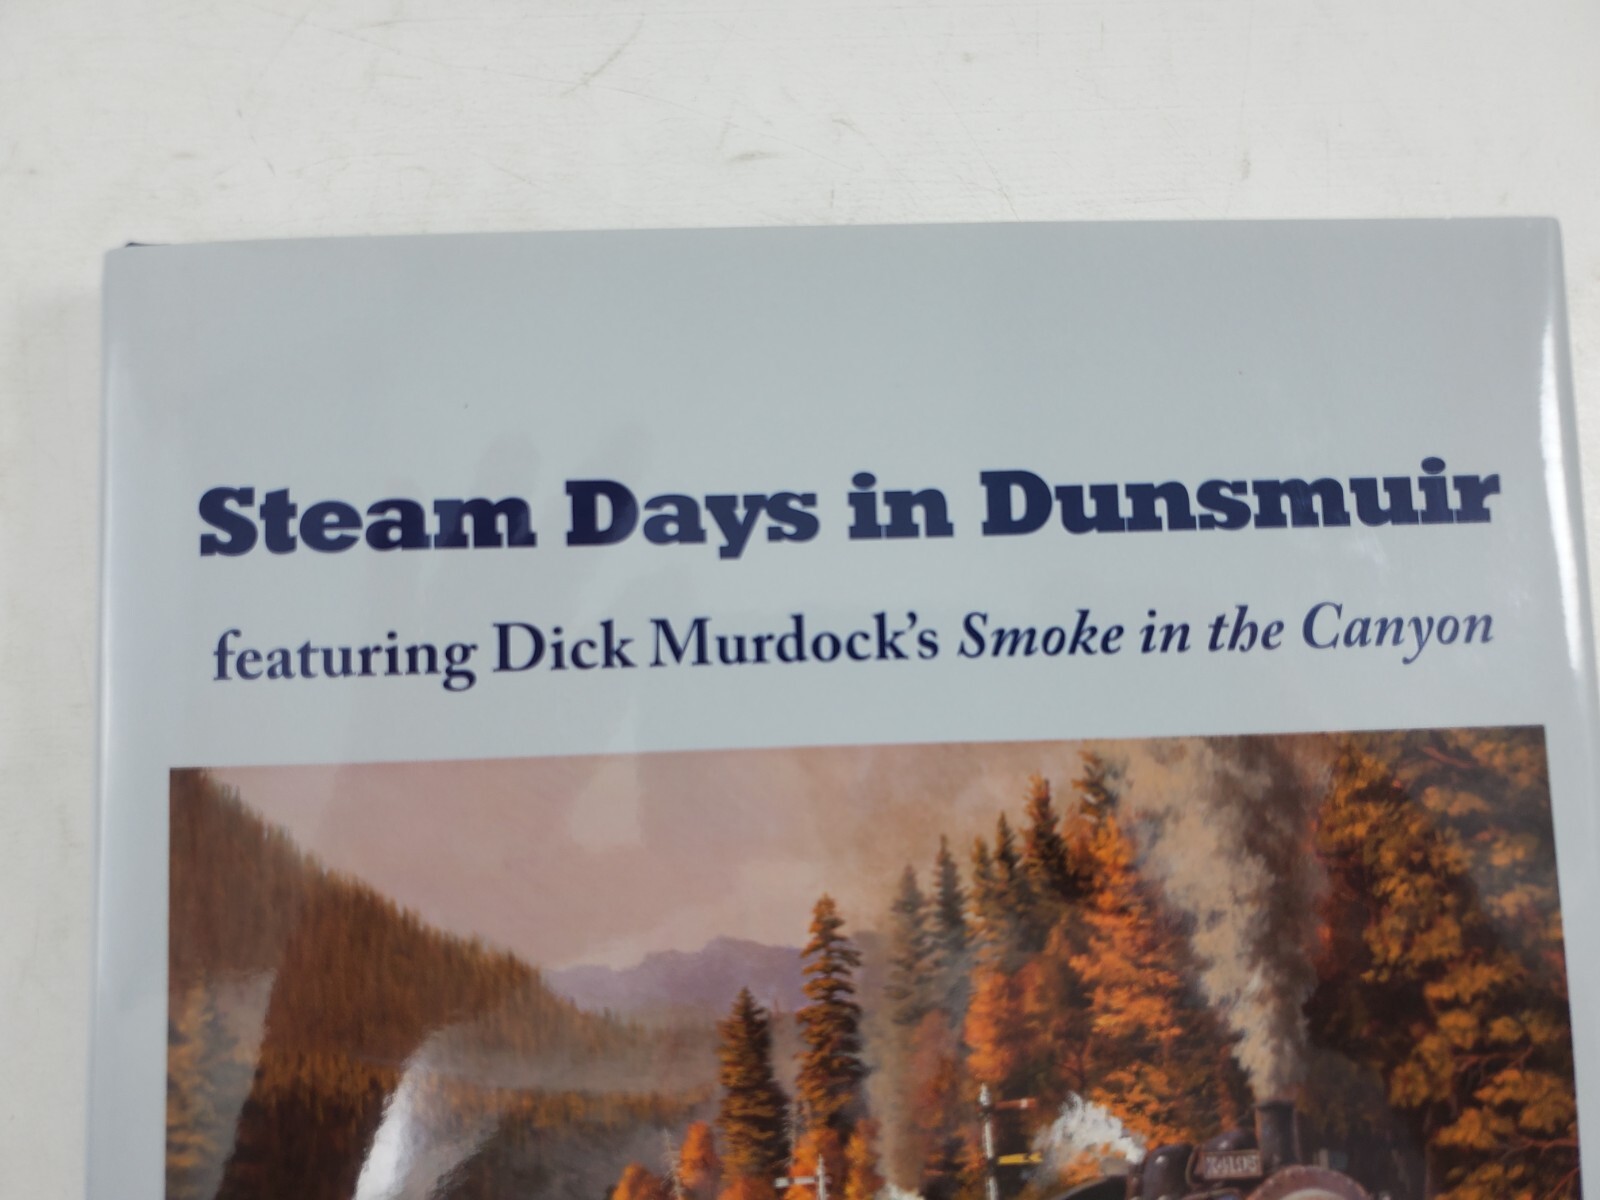 Steam Days in Dunsmuir
featuring Dick Murdock's Smoke in the Canyon